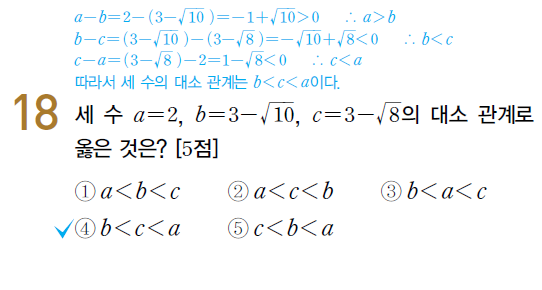 a-b=2-(3-√10)=-1+√10>0 ∴ a>b
b-c=(3-√10)-(3-√8)=-√10+√8<0 ∴ b<c
c-a=(3-√8)-2=1-√8<0 ∴ c<a
따라서 세 수의 대소 관계는 b<c<a이다.
18 세 수 a=2, b=3-√10, c=3-√8의 대소 관계로
옳은 것은? [5점]
① a<b<c ② a<c<b ③ b<a<c
④ b<c<a ⑤ c<b<a